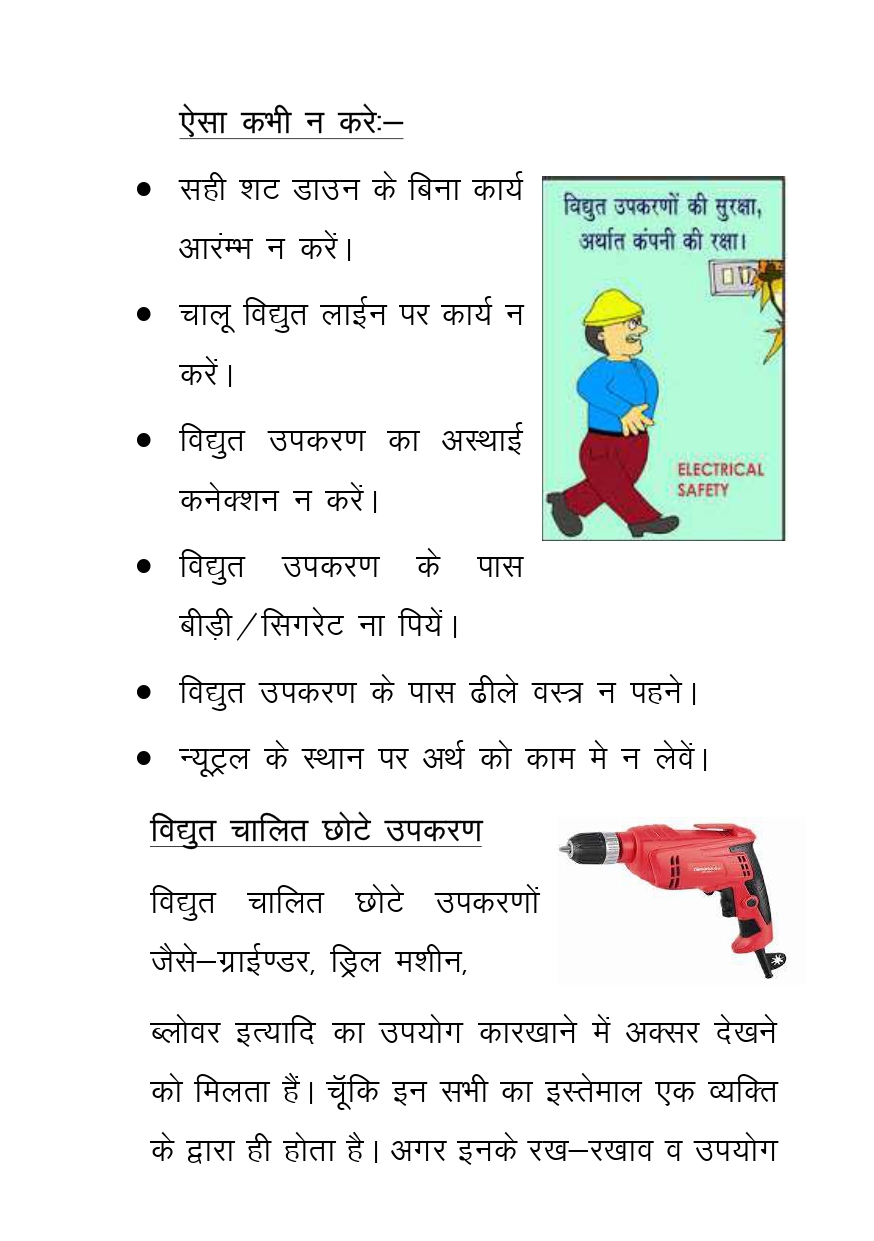 ऐसा कभी न करे:–
• सही शट डाउन के बिना कार्य
आरंम्भ न करें।
• चालू विद्युत लाईन पर कार्य न
करें।
• विद्युत उपकरण का अस्थाई
कनेक्शन न करें।
• विद्युत उपकरण के पास
बीड़ी/सिगरेट ना पियें।
विद्युत उपकरणों की सुरक्षा,
अर्थात कंपनी की रक्षा।
ELECTRICAL
SAFETY
• विद्युत उपकरण के पास ढीले वस्त्र न पहने।
• न्यूट्रल के स्थान पर अर्थ को काम मे न लेवें।
विद्युत चालित छोटे उपकरण
विद्युत चालित छोटे उपकरणों
जैसे–ग्राईण्डर, ड्रिल मशीन,
ब्लोवर इत्यादि का उपयोग कारखाने में अक्सर देखने
को मिलता हैं। चूॅकि इन सभी का इस्तेमाल एक व्यक्ति
के द्वारा ही होता है। अगर इनके रख–रखाव व उपयोग